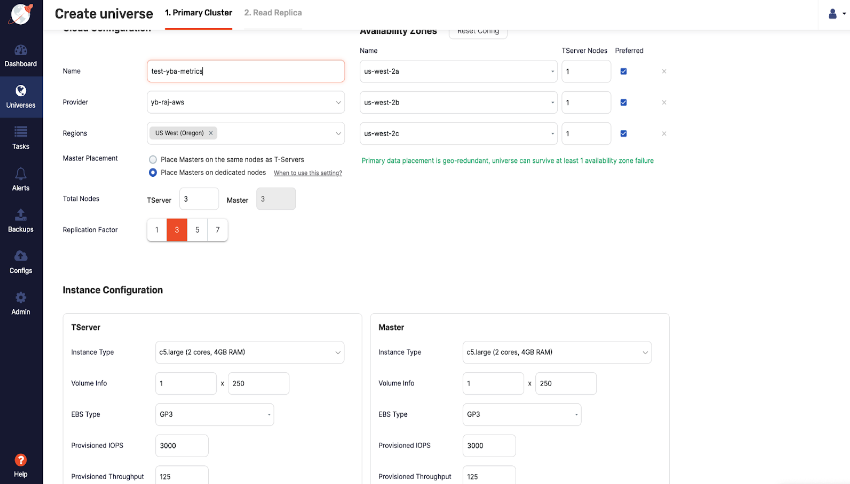 Create universe
1. Primary Cluster
2. Read Replica
Cloud Configuration
Availability Zones
Reset Config
Dashboard
Universes
Tasks
Alerts
Backups
Configs
Admin
Help
Name
test-yba-metrics
Provider
yb-raj-aws
Regions
US West (Oregon) ×
Master Placement
Place Masters on the same nodes as T-Servers
Place Masters on dedicated nodes When to use this setting?
Total Nodes
TServer 3 Master 3
Replication Factor
1 3 5 7
Name TServer Nodes Preferred
us-west-2a 1 ×
us-west-2b 1 ×
us-west-2c 1 ×
Primary data placement is geo-redundant, universe can survive at least 1 availability zone failure
Instance Configuration
TServer
Instance Type c5.large (2 cores, 4GB RAM)
Volume Info 1 x 250
EBS Type GP3
Provisioned IOPS 3000
Provisioned Throughput 125
Master
Instance Type c5.large (2 cores, 4GB RAM)
Volume Info 1 x 250
EBS Type GP3
Provisioned IOPS 3000
Provisioned Throughput 125